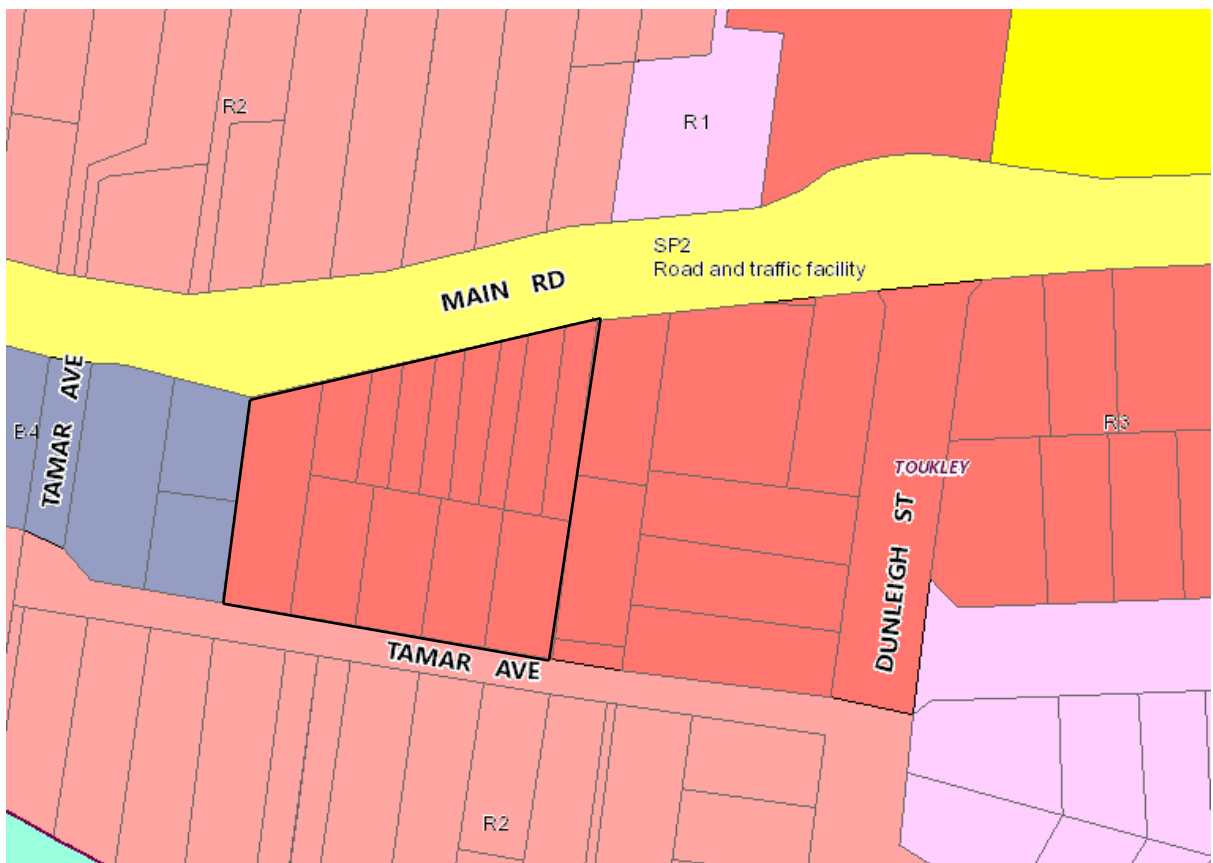 R2
R1
SP2
Road and traffic facility
MAIN RD
TAMAR AVE
B4
R3
TOUKLEY
DUNLEIGH ST
TAMAR AVE
R2